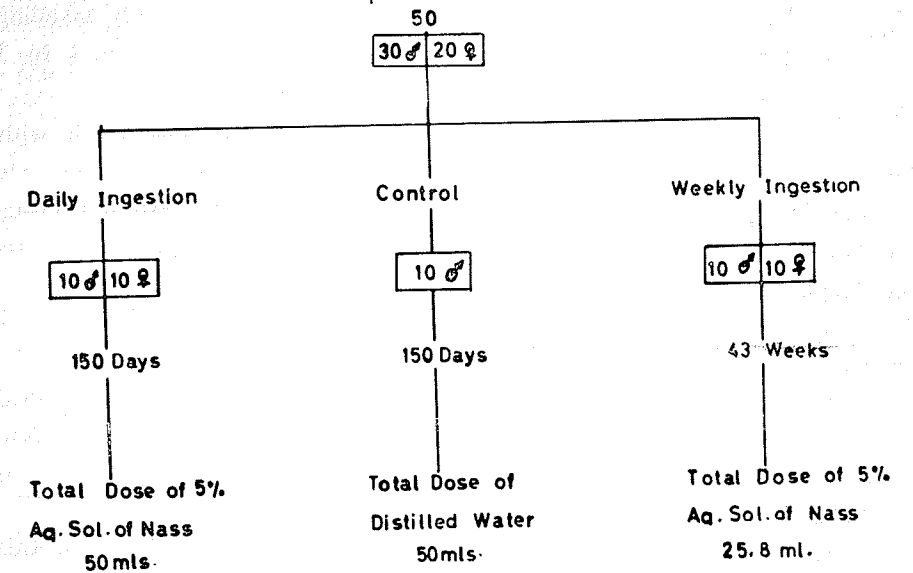 50
30 ♂ 20 ♀
Daily Ingestion
Control
Weekly Ingestion
10 ♂ 10 ♀
10 ♂
10 ♂ 10 ♀
150 Days
150 Days
43 Weeks
Total Dose of 5%
Aq. Sol. of Nass
50 mls.
Total Dose of
Distilled Water
50mls.
Total Dose of 5%
Aq. Sol. of Nass
25.8 ml.